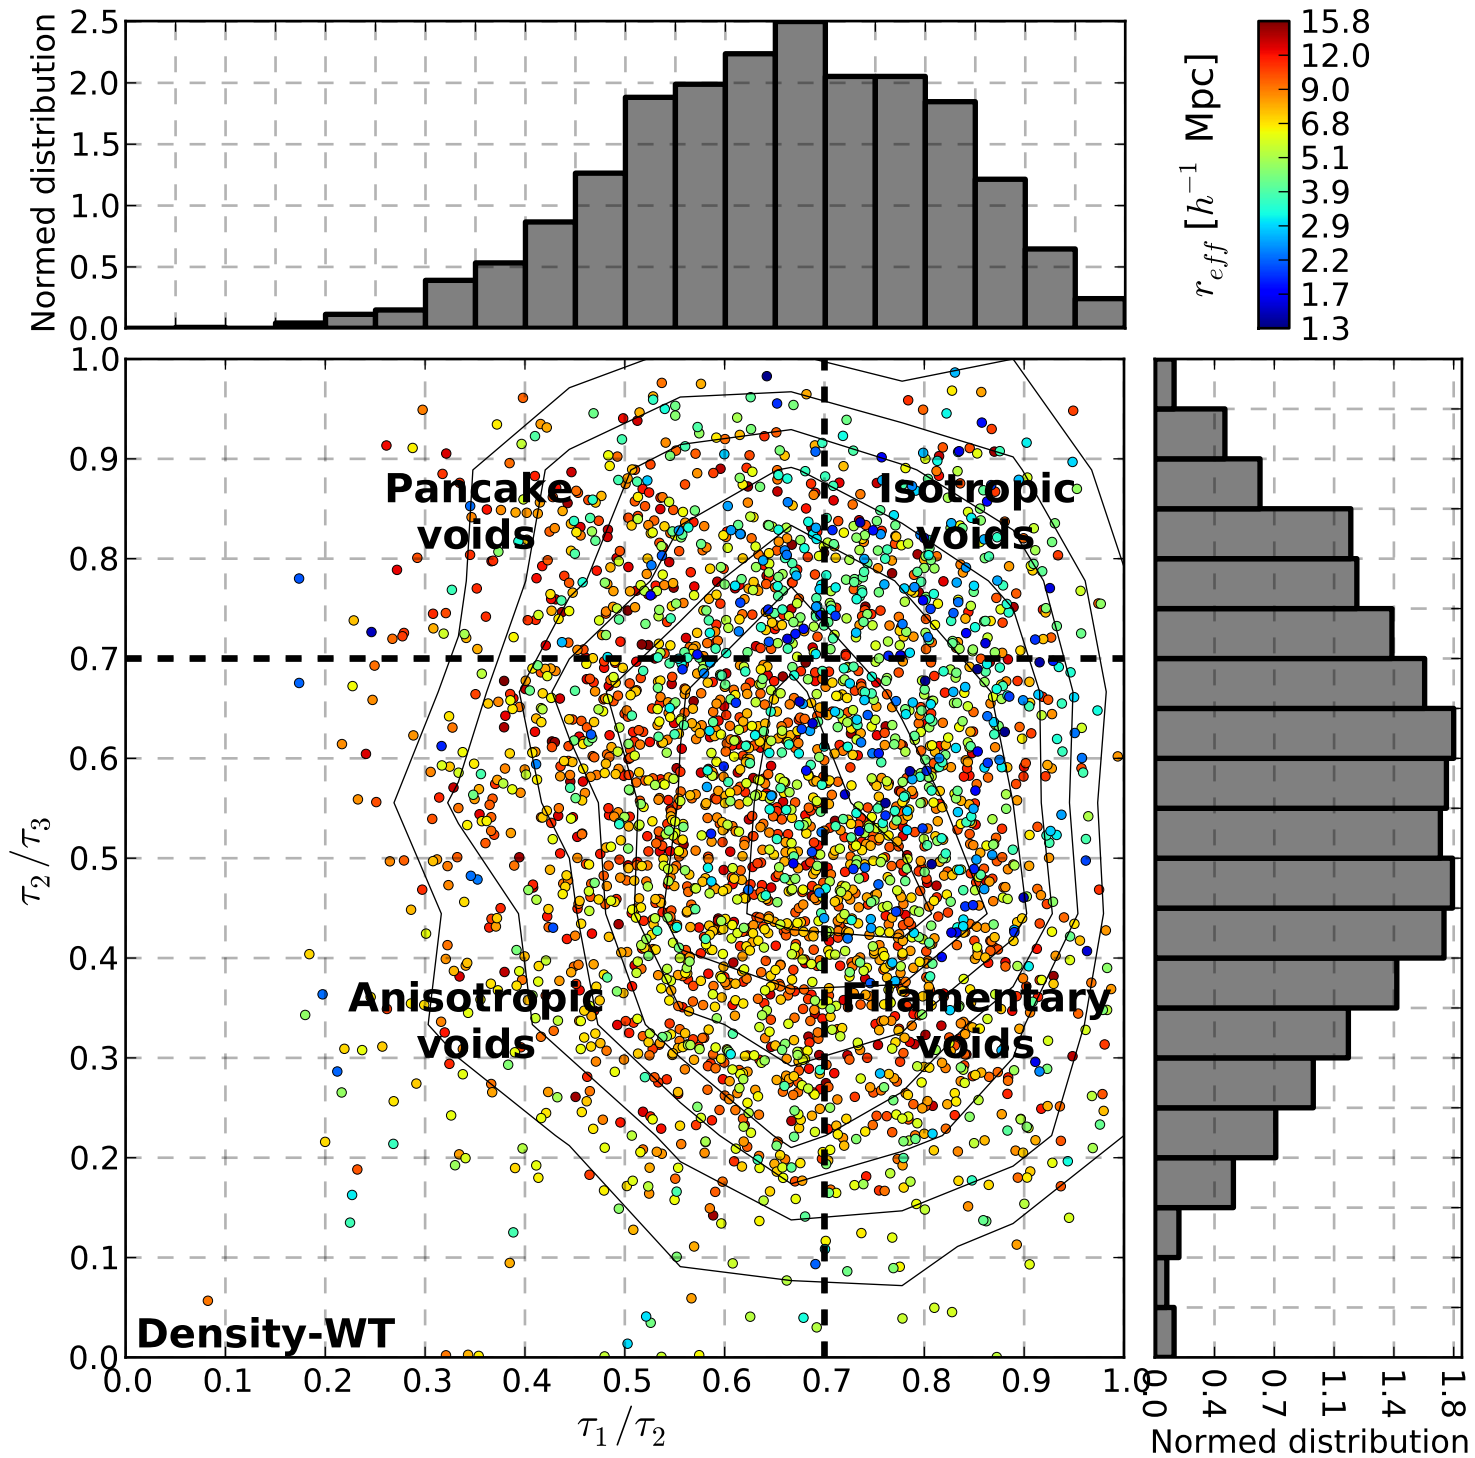 Normed distribution
2.5
2.0
1.5
1.0
0.5
0.0
r_eff [h⁻¹ Mpc]
15.8
12.0
9.0
6.8
5.1
3.9
2.9
2.2
1.7
1.3
τ₂/τ₃
1.0
0.9
0.8
0.7
0.6
0.5
0.4
0.3
0.2
0.1
0.0
Pancake
voids
Isotropic
voids
Anisotropic
voids
Filamentary
voids
Density-WT
0.0 0.1 0.2 0.3 0.4 0.5 0.6 0.7 0.8 0.9 1.0
τ₁/τ₂
0.0 0.4 0.7 1.1 1.4 1.8
Normed distribution